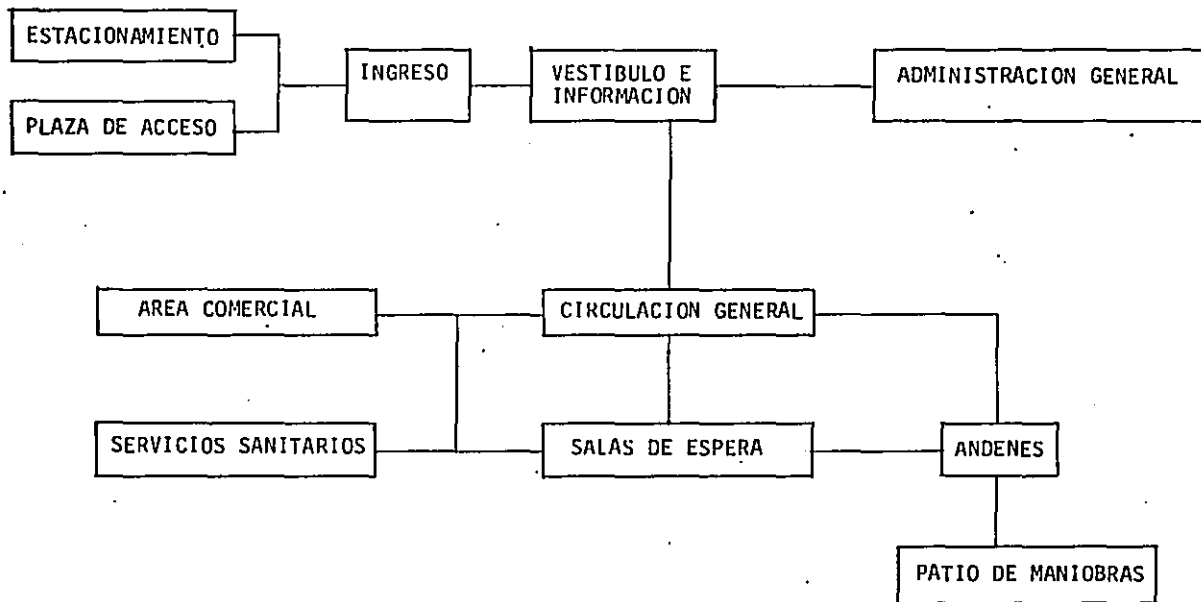 ESTACIONAMIENTO
PLAZA DE ACCESO
INGRESO
VESTIBULO E
INFORMACION
ADMINISTRACION GENERAL
AREA COMERCIAL
CIRCULACION GENERAL
SERVICIOS SANITARIOS
SALAS DE ESPERA
ANDENES
PATIO DE MANIOBRAS